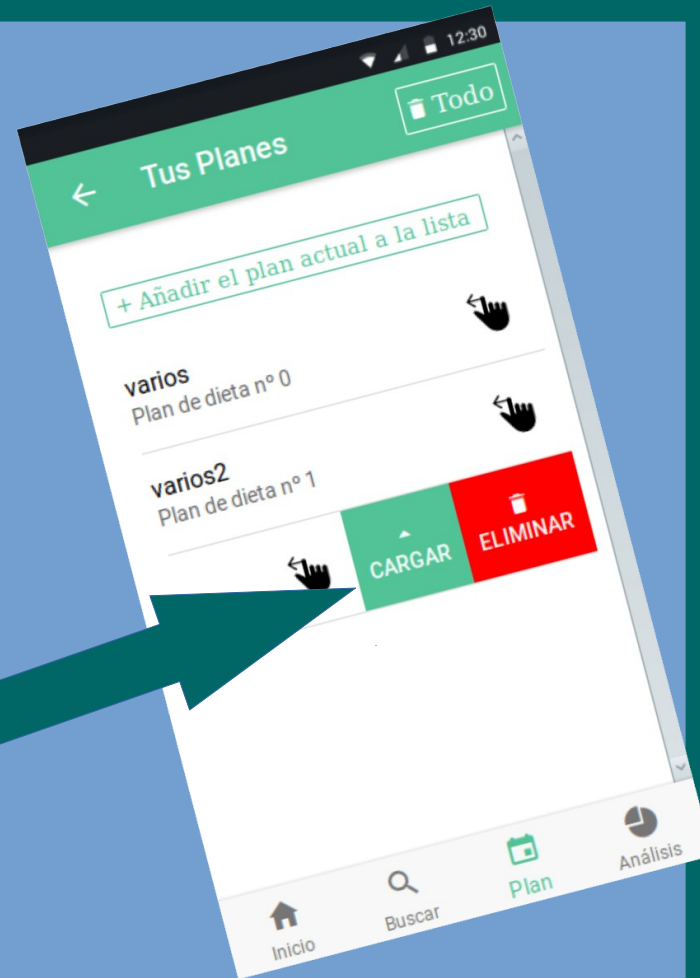 12:30
Tus Planes
Todo
+ Añadir el plan actual a la lista
varios
Plan de dieta nº 0
varios2
Plan de dieta nº 1
CARGAR
ELIMINAR
Inicio
Buscar
Plan
Análisis